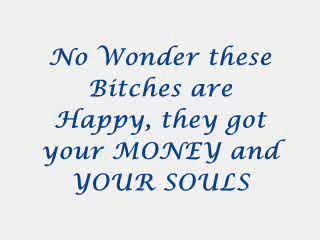 No Wonder these
Bitches are
Happy, they got
your MONEY and
YOUR SOULS